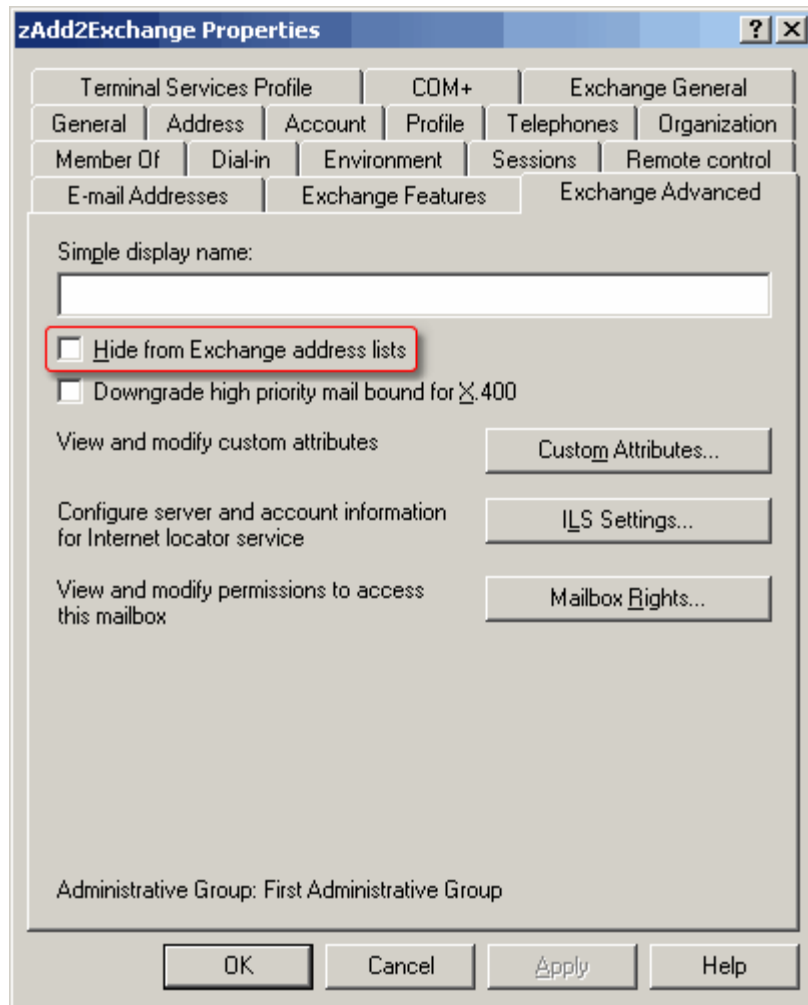 zAdd2Exchange Properties
Terminal Services Profile COM+ Exchange General
General Address Account Profile Telephones Organization
Member Of Dial-in Environment Sessions Remote control
E-mail Addresses Exchange Features Exchange Advanced
Simple display name:
Hide from Exchange address lists
Downgrade high priority mail bound for X.400
View and modify custom attributes
Custom Attributes...
Configure server and account information
for Internet locator service
ILS Settings...
View and modify permissions to access
this mailbox
Mailbox Rights...
Administrative Group: First Administrative Group
OK Cancel Apply Help